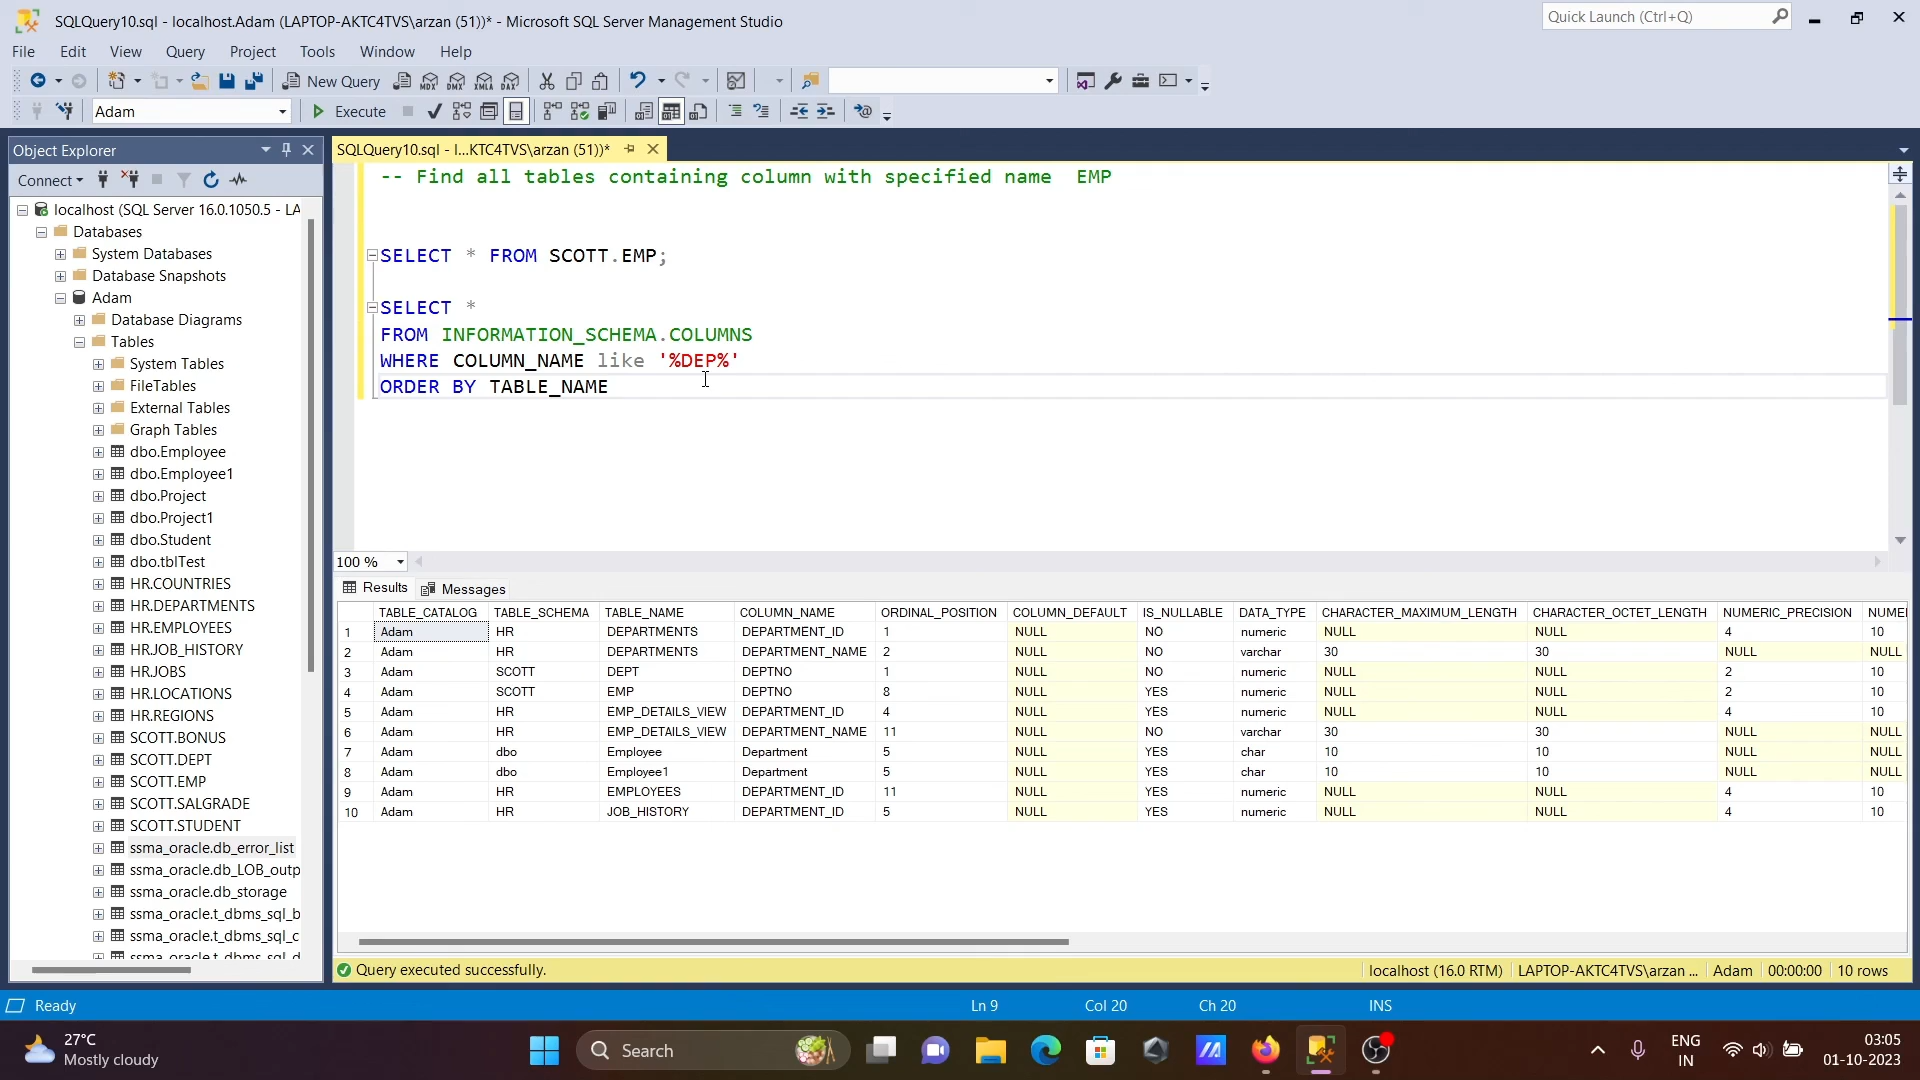 SQLQuery10.sql - localhost.Adam (LAPTOP-AKTC4TVS\arzan (51))* - Microsoft SQL Server Management Studio
Quick Launch (Ctrl+Q)
File Edit View Query Project Tools Window Help
New Query MDX DMX XMLA DAX
Adam Execute
Object Explorer
Connect
localhost (SQL Server 16.0.1050.5 - LA
Databases
System Databases
Database Snapshots
Adam
Database Diagrams
Tables
System Tables
FileTables
External Tables
Graph Tables
dbo.Employee
dbo.Employee1
dbo.Project
dbo.Project1
dbo.Student
dbo.tblTest
HR.COUNTRIES
HR.DEPARTMENTS
HR.EMPLOYEES
HR.JOB_HISTORY
HR.JOBS
HR.LOCATIONS
HR.REGIONS
SCOTT.BONUS
SCOTT.DEPT
SCOTT.EMP
SCOTT.SALGRADE
SCOTT.STUDENT
ssma_oracle.db_error_list
ssma_oracle.db_LOB_outp
ssma_oracle.db_storage
ssma_oracle.t_dbms_sql_b
ssma_oracle.t_dbms_sql_c
ssma_oracle.t_dbms_sql_d
SQLQuery10.sql - l...KTC4TVS\arzan (51))*
-- Find all tables containing column with specified name  EMP
SELECT * FROM SCOTT.EMP;
SELECT *
FROM INFORMATION_SCHEMA.COLUMNS
WHERE COLUMN_NAME like '%DEP%'
ORDER BY TABLE_NAME
100 %
Results Messages
TABLE_CATALOG TABLE_SCHEMA TABLE_NAME COLUMN_NAME ORDINAL_POSITION COLUMN_DEFAULT IS_NULLABLE DATA_TYPE CHARACTER_MAXIMUM_LENGTH CHARACTER_OCTET_LENGTH NUMERIC_PRECISION NUMEI
1 Adam HR DEPARTMENTS DEPARTMENT_ID 1 NULL NO numeric NULL NULL 4 10
2 Adam HR DEPARTMENTS DEPARTMENT_NAME 2 NULL NO varchar 30 30 NULL NULL
3 Adam SCOTT DEPT DEPTNO 1 NULL NO numeric NULL NULL 2 10
4 Adam SCOTT EMP DEPTNO 8 NULL YES numeric NULL NULL 2 10
5 Adam HR EMP_DETAILS_VIEW DEPARTMENT_ID 4 NULL YES numeric NULL NULL 4 10
6 Adam HR EMP_DETAILS_VIEW DEPARTMENT_NAME 11 NULL NO varchar 30 30 NULL NULL
7 Adam dbo Employee Department 5 NULL YES char 10 10 NULL NULL
8 Adam dbo Employee1 Department 5 NULL YES char 10 10 NULL NULL
9 Adam HR EMPLOYEES DEPARTMENT_ID 11 NULL YES numeric NULL NULL 4 10
10 Adam HR JOB_HISTORY DEPARTMENT_ID 5 NULL YES numeric NULL NULL 4 10
Query executed successfully. localhost (16.0 RTM) LAPTOP-AKTC4TVS\arzan ... Adam 00:00:00 10 rows
Ready Ln 9 Col 20 Ch 20 INS
27°C
Mostly cloudy
Search
ENG
IN
03:05
01-10-2023